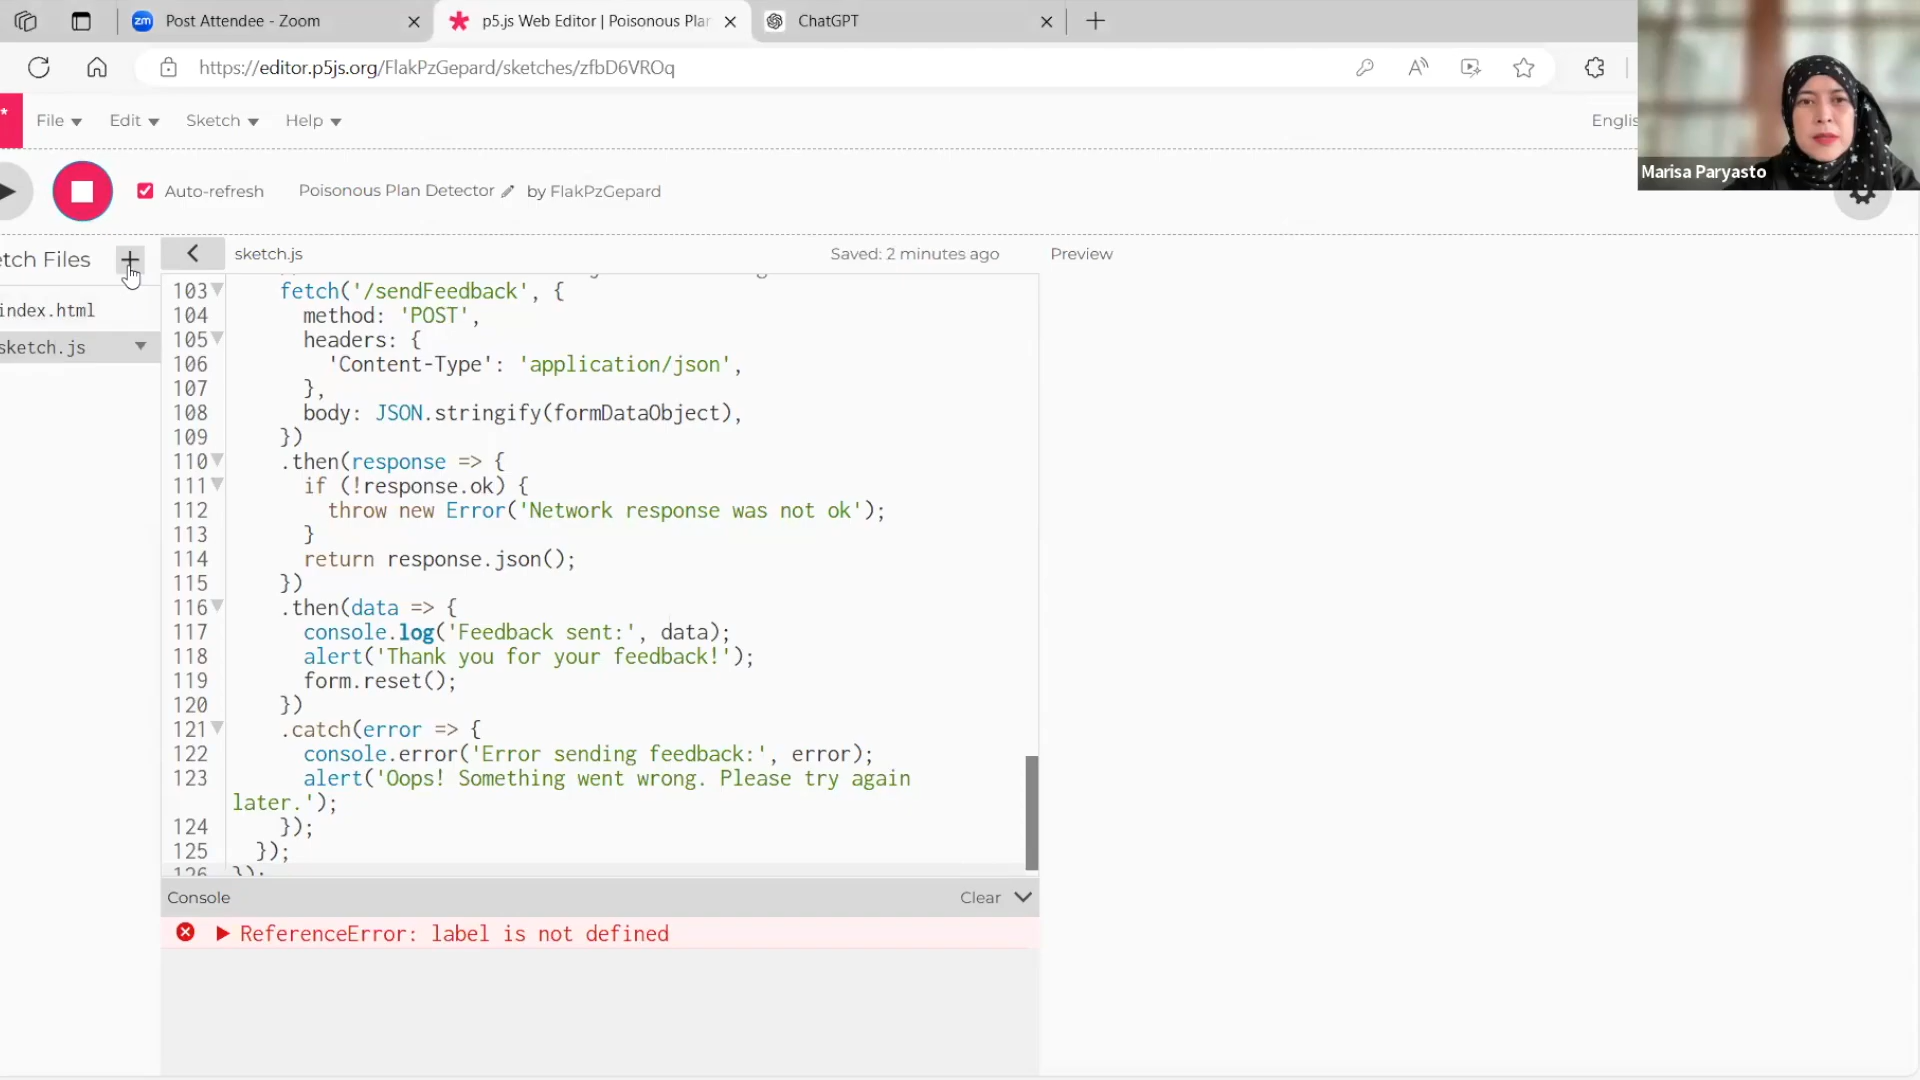 zm Post Attendee - Zoom
p5.js Web Editor | Poisonous Plan
ChatGPT
https://editor.p5js.org/FlakPzGepard/sketches/zfbD6VROq
File Edit Sketch Help
Englis
Marisa Paryasto
Auto-refresh
Poisonous Plan Detector by FlakPzGepard
etch Files
sketch.js
Saved: 2 minutes ago
Preview
index.html
sketch.js
103 fetch('/sendFeedback', {
104 method: 'POST',
105 headers: {
106 'Content-Type': 'application/json',
107 },
108 body: JSON.stringify(formDataObject),
109 })
110 .then(response => {
111 if (!response.ok) {
112 throw new Error('Network response was not ok');
113 }
114 return response.json();
115 })
116 .then(data => {
117 console.log('Feedback sent:', data);
118 alert('Thank you for your feedback!');
119 form.reset();
120 })
121 .catch(error => {
122 console.error('Error sending feedback:', error);
123 alert('Oops! Something went wrong. Please try again
later.');
124 });
125 });
126 });
Console
Clear
ReferenceError: label is not defined